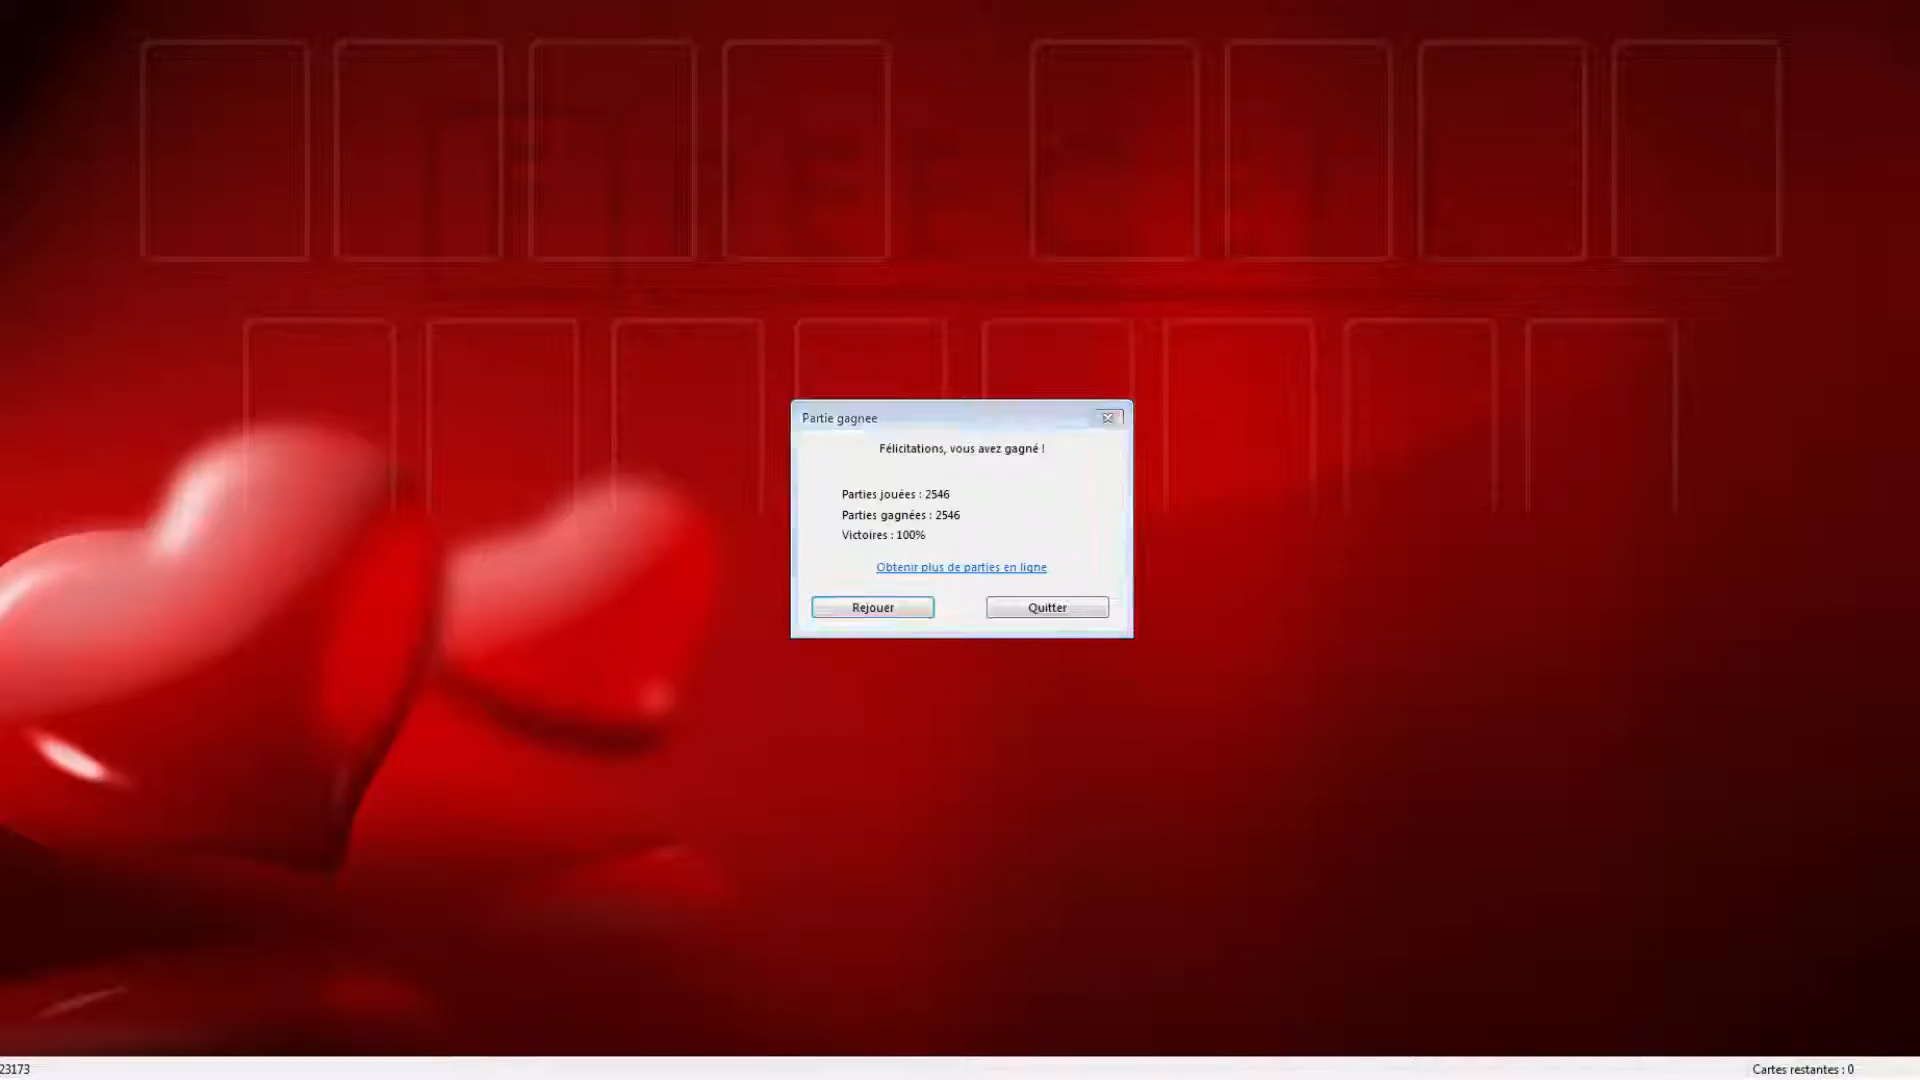 Partie gagnee
Félicitations, vous avez gagné !
Parties jouées : 2546
Parties gagnées : 2546
Victoires : 100%
Obtenir plus de parties en ligne
Rejouer
Quitter
23173
Cartes restantes : 0